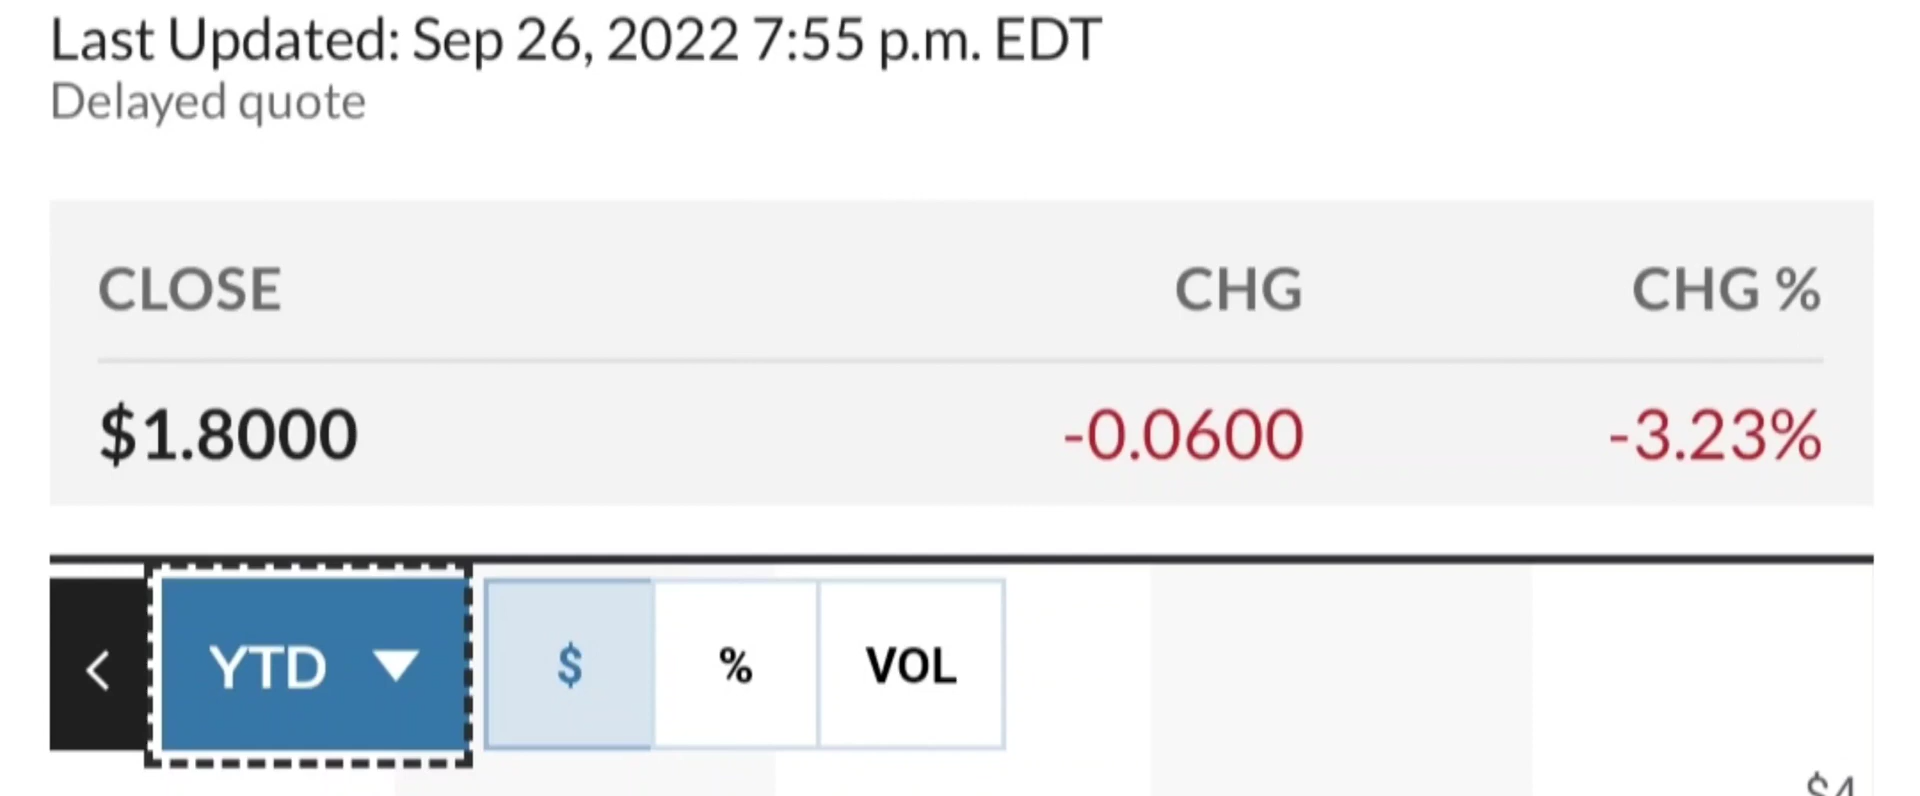 Last Updated: Sep 26, 2022 7:55 p.m. EDT
Delayed quote
CLOSE CHG CHG %
$1.8000 -0.0600 -3.23%
YTD $ % VOL
$4